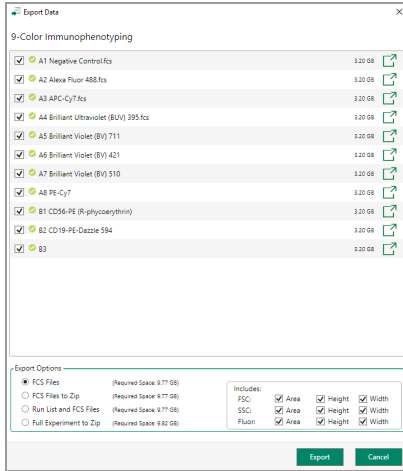 Export Data
9-Color Immunophenotyping
A1 Negative Control.fcs 3.20 GB
A2 Alexa Fluor 488.fcs 3.20 GB
A3 APC-Cy7.fcs 3.20 GB
A4 Brilliant Ultraviolet (BUV) 395.fcs 3.20 GB
A5 Brilliant Violet (BV) 711 3.20 GB
A6 Brilliant Violet (BV) 421 3.20 GB
A7 Brilliant Violet (BV) 510 3.20 GB
A8 PE-Cy7 3.20 GB
B1 CD56-PE (R-phycoerythrin) 3.20 GB
B2 CD19-PE-Dazzle 594 3.20 GB
B3 3.20 GB
Export Options
FCS Files (Required Space: 9.77 GB)
FCS Files to Zip (Required Space: 9.77 GB)
Run List and FCS Files (Required Space: 9.77 GB)
Full Experiment to Zip (Required Space: 9.82 GB)
Includes:
FSC: Area Height Width
SSC: Area Height Width
Fluor: Area Height Width
Export Cancel